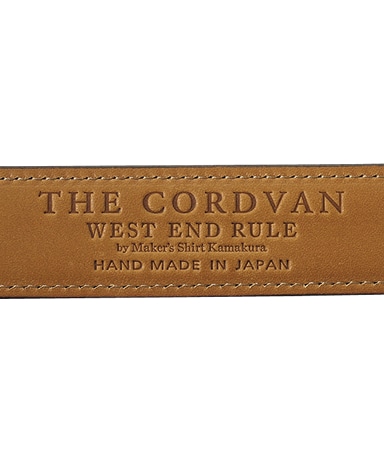 THE CORDVAN
WEST END RULE
by Maker's Shirt Kamakura
HAND MADE IN JAPAN